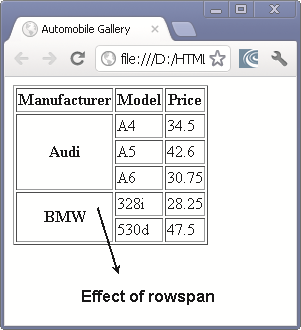 Automobile Gallery
file:///D:/HTML
Manufacturer Model Price
Audi A4 34.5
A5 42.6
A6 30.75
BMW 328i 28.25
530d 47.5
Effect of rowspan